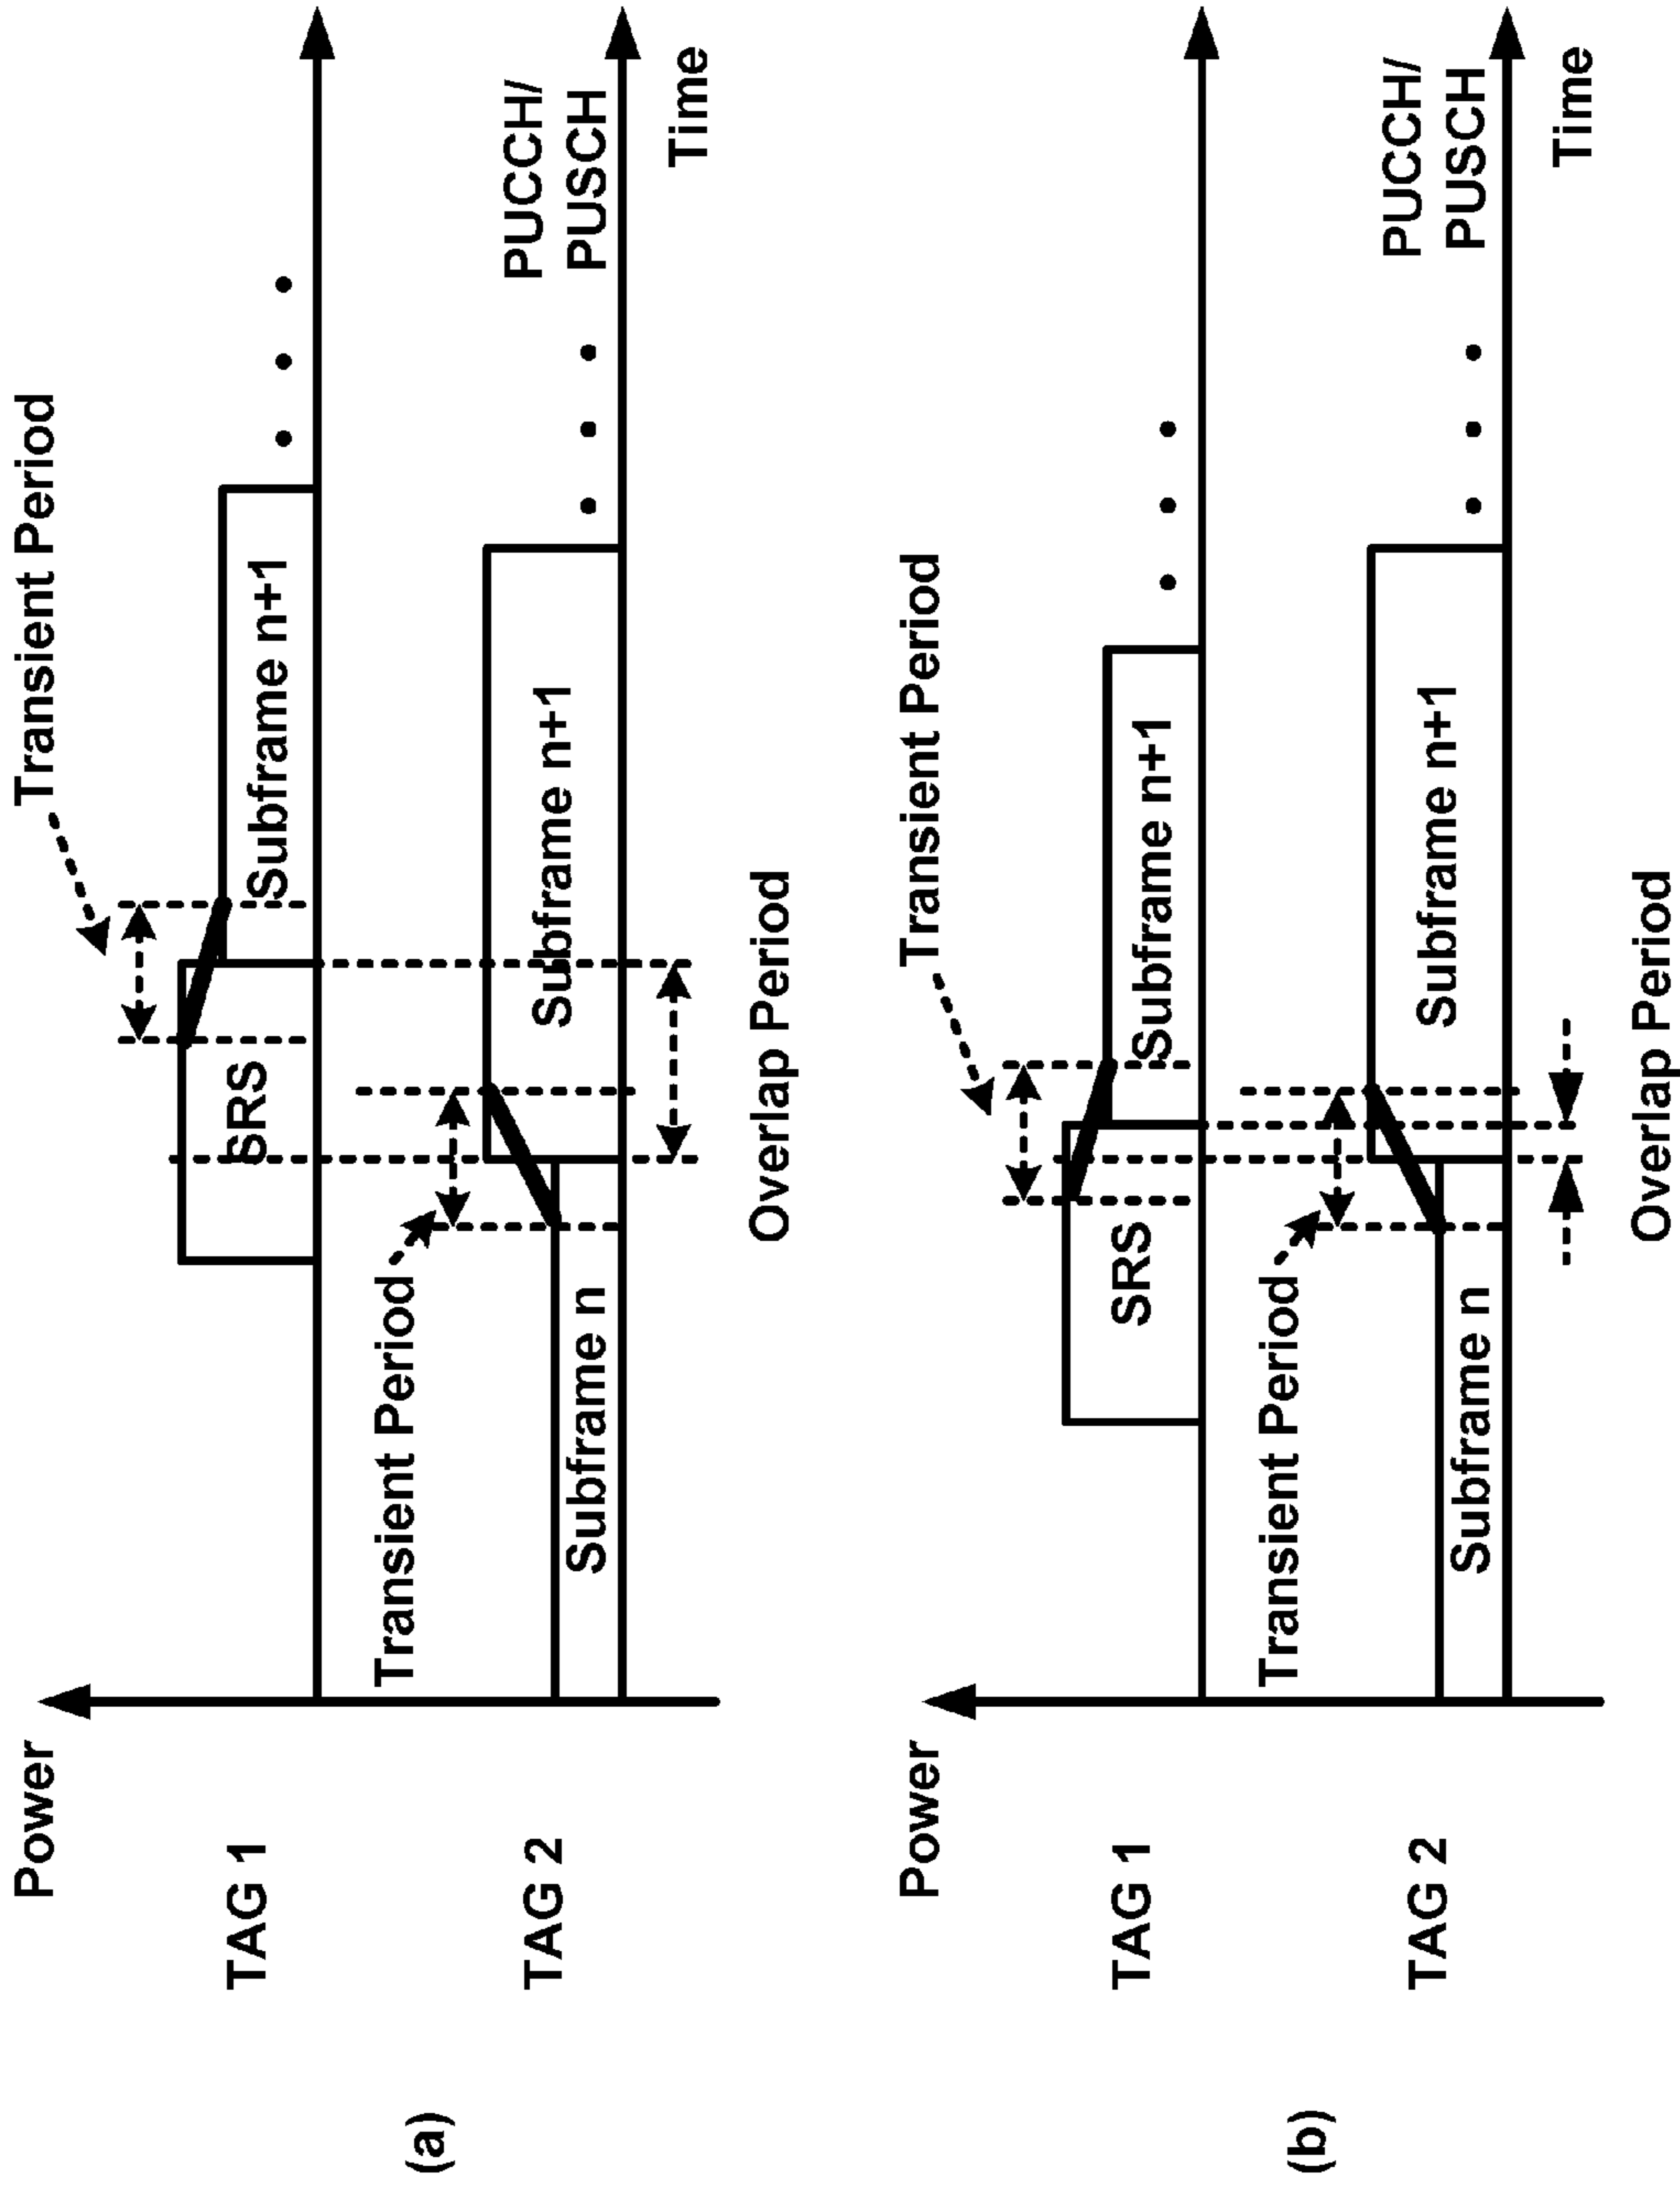 (a)
Power
Transient Period
TAG 1
SRS
Subframe n+1
Transient Period
TAG 2
Subframe n
Subframe n+1
PUCCH/
PUSCH
Time
Overlap Period
(b)
Power
Transient Period
TAG 1
SRS
Subframe n+1
Transient Period
TAG 2
Subframe n
Subframe n+1
PUCCH/
PUSCH
Time
Overlap Period